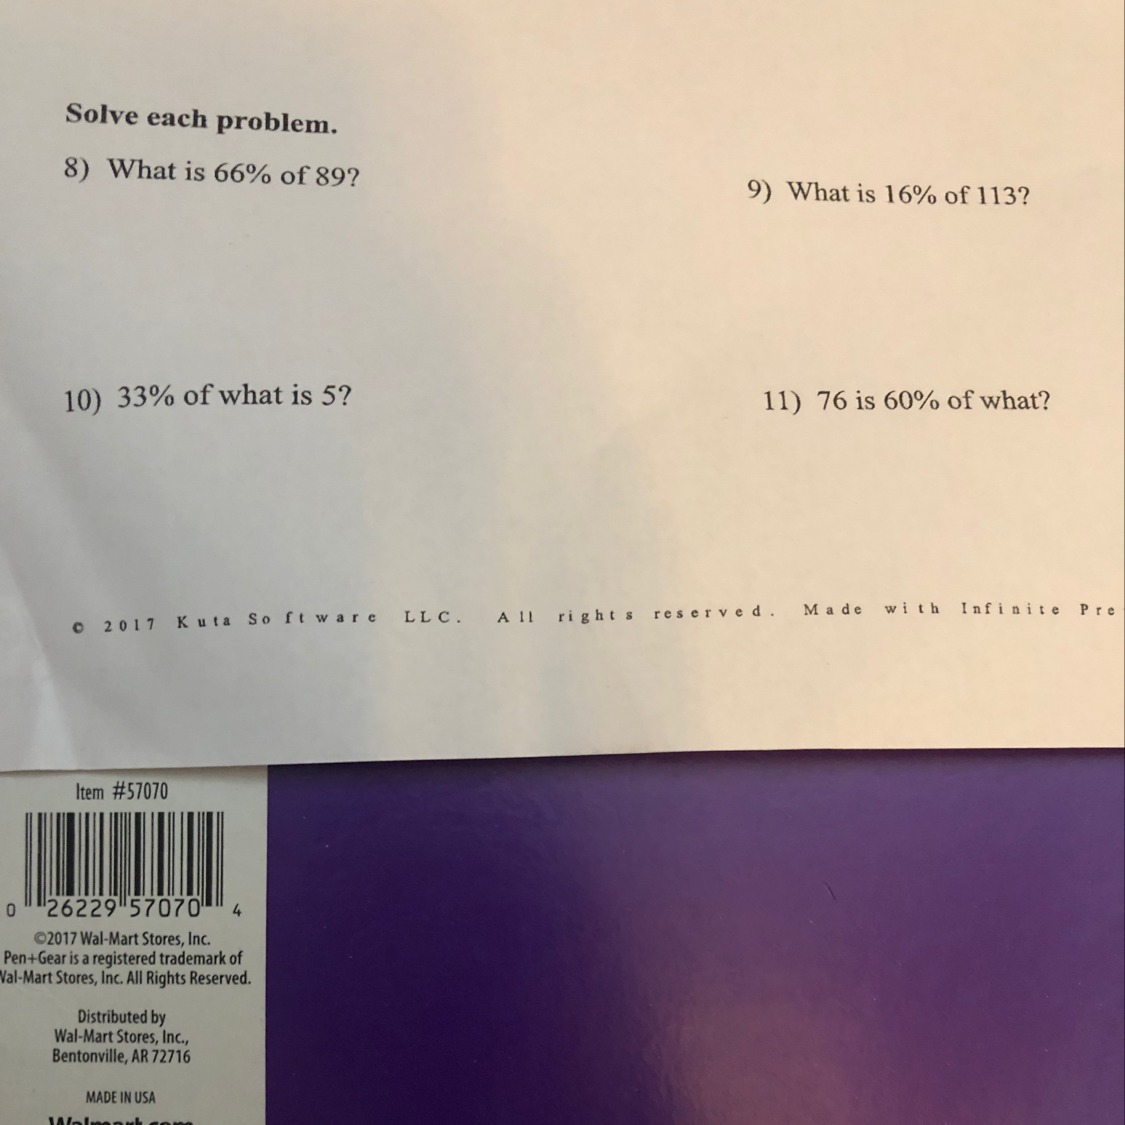 Solve each problem.
8) What is 66% of 89?
9) What is 16% of 113?
10) 33% of what is 5?
11) 76 is 60% of what?
© 2017 Kuta Software LLC. All rights reserved. Made with Infinite Pre
Item #57070
0 26229 57070 4
©2017 Wal-Mart Stores, Inc.
Pen+Gear is a registered trademark of
Wal-Mart Stores, Inc. All Rights Reserved.
Distributed by
Wal-Mart Stores, Inc.,
Bentonville, AR 72716
MADE IN USA
Walmart.com